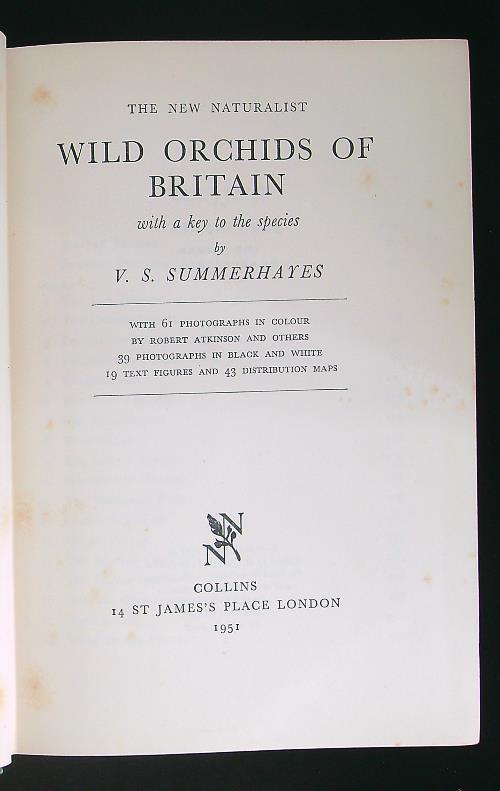 THE NEW NATURALIST
WILD ORCHIDS OF
BRITAIN
with a key to the species
by
V. S. SUMMERHAYES
WITH 61 PHOTOGRAPHS IN COLOUR
BY ROBERT ATKINSON AND OTHERS
39 PHOTOGRAPHS IN BLACK AND WHITE
19 TEXT FIGURES AND 43 DISTRIBUTION MAPS
N N
COLLINS
14 ST JAMES'S PLACE LONDON
1951